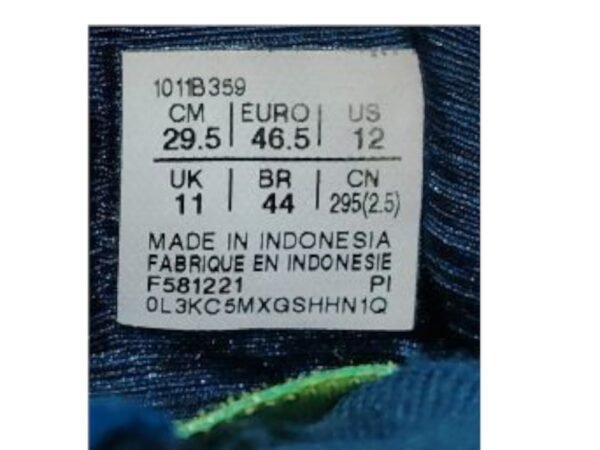 1011B359
CM | EURO | US
29.5 | 46.5 | 12
UK | BR | CN
11 | 44 | 295(2.5)
MADE IN INDONESIA
FABRIQUE EN INDONESIE
F581221 PI
0L3KC5MXGSHHN1Q